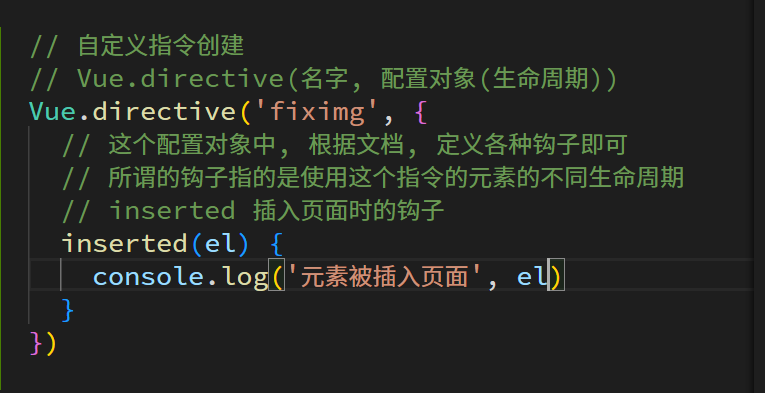 // 自定义指令创建
// Vue.directive(名字, 配置对象(生命周期))
Vue.directive('fiximg', {
// 这个配置对象中, 根据文档, 定义各种钩子即可
// 所谓的钩子指的是使用这个指令的元素的不同生命周期
// inserted 插入页面时的钩子
inserted(el) {
console.log('元素被插入页面', el)
}
})